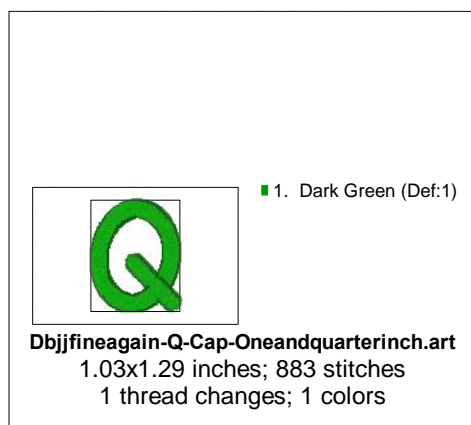 1. Dark Green (Def:1)
Q
Dbjjfineagain-Q-Cap-Oneandquarterinch.art
1.03x1.29 inches; 883 stitches
1 thread changes; 1 colors